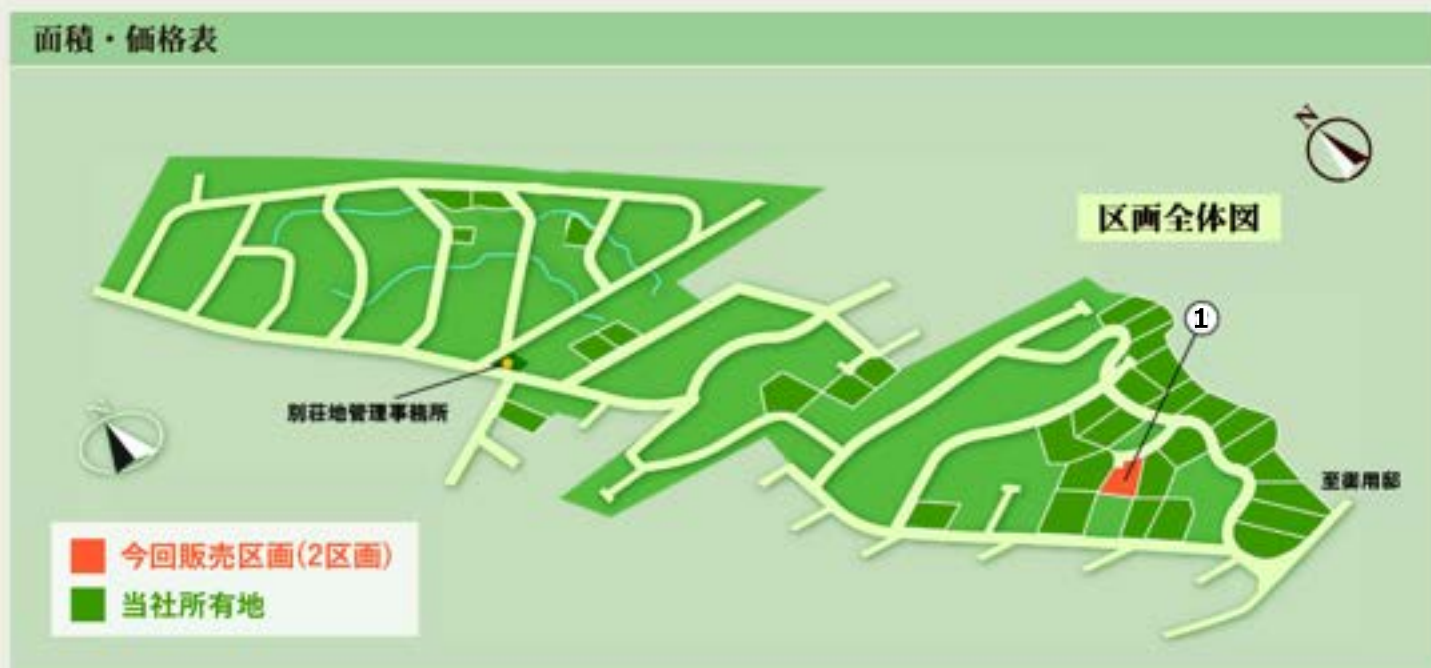 面積・価格表
N
区画全体図
1
別荘地管理事務所
N
至御用邸
今回販売区画(2区画)
当社所有地